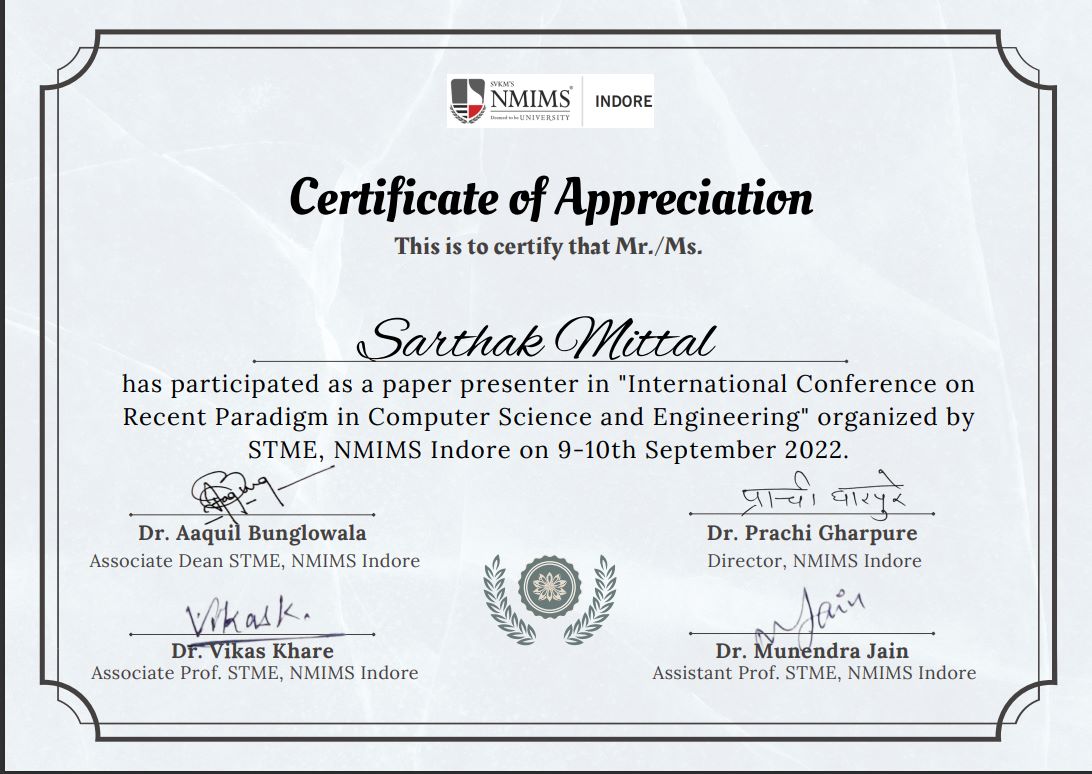 SVKM'S
NMIMS
Deemed to be UNIVERSITY
INDORE
Certificate of Appreciation
This is to certify that Mr./Ms.
Sarthak Mittal
has participated as a paper presenter in "International Conference on
Recent Paradigm in Computer Science and Engineering" organized by
STME, NMIMS Indore on 9-10th September 2022.
प्राची घारपुरे
Dr. Aaquil Bunglowala
Dr. Prachi Gharpure
Associate Dean STME, NMIMS Indore
Director, NMIMS Indore
Vikask.
Jain
Dr. Vikas Khare
Dr. Munendra Jain
Associate Prof. STME, NMIMS Indore
Assistant Prof. STME, NMIMS Indore